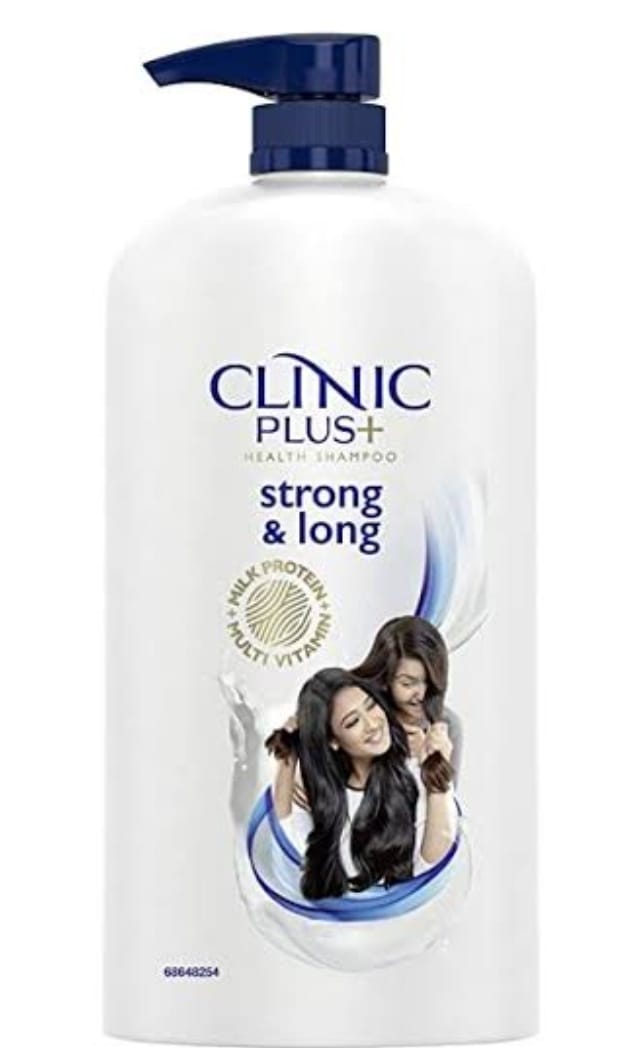 CLINIC
PLUS+
HEALTH SHAMPOO
strong
& long
+ MILK PROTEIN +
MULTI VITAMIN
68648254